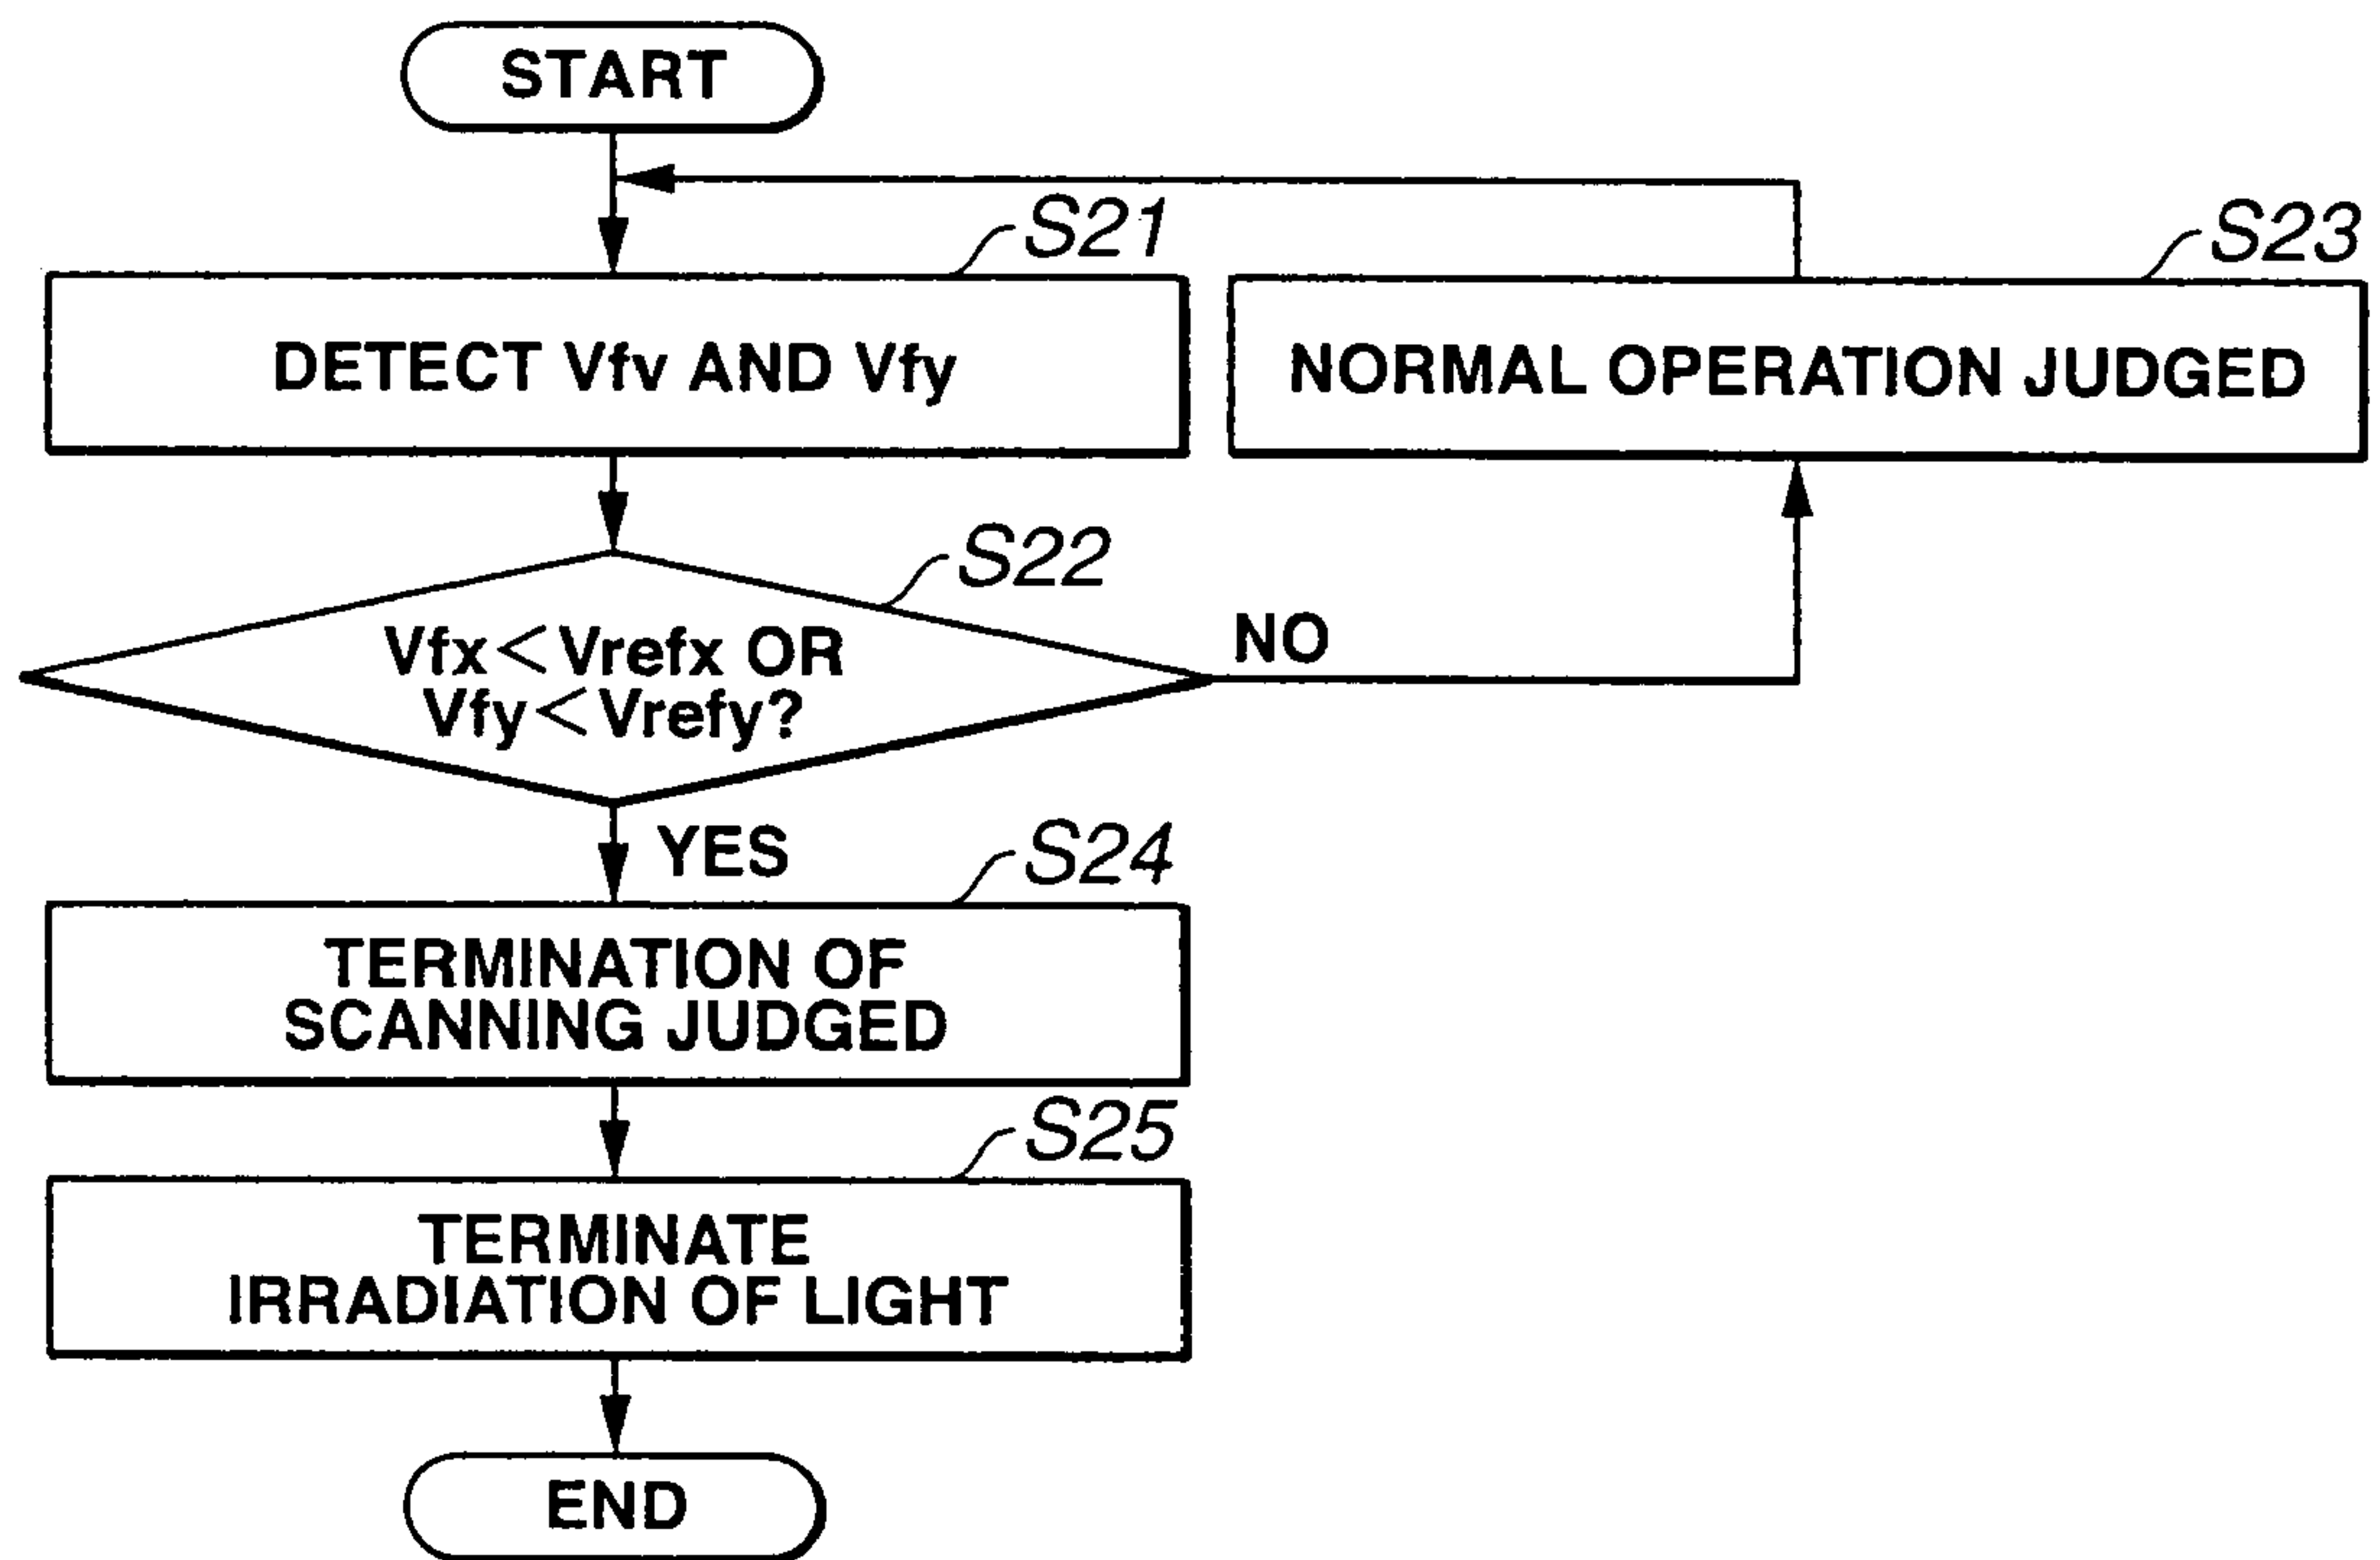 START
S21
S23
DETECT Vfv AND Vfy
NORMAL OPERATION JUDGED
S22
Vfx<Vrefx OR
Vfy<Vrefy?
NO
YES
S24
TERMINATION OF
SCANNING JUDGED
S25
TERMINATE
IRRADIATION OF LIGHT
END